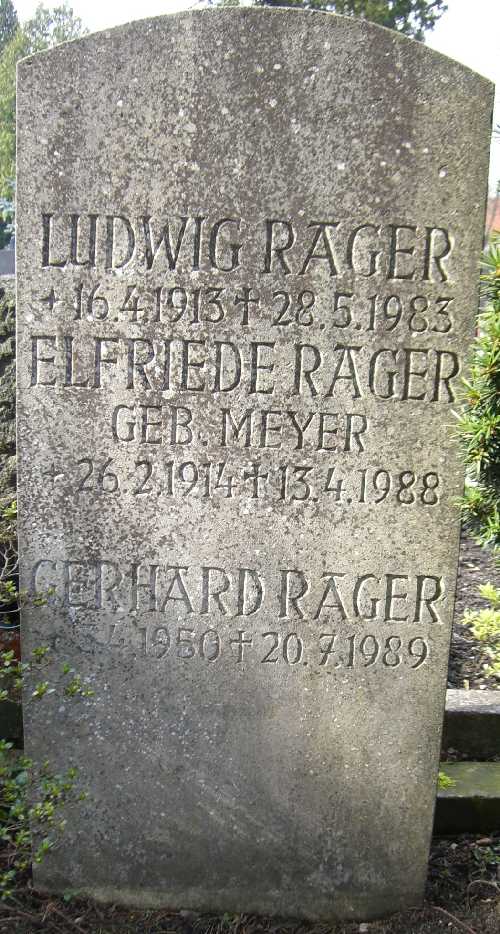 LUDWIG RAGER
* 16.4.1913 † 28.5.1983
ELFRIEDE RAGER
GEB. MEYER
* 26.2.1914 † 13.4.1988
GERHARD RAGER
.4.1950 † 20.7.1989